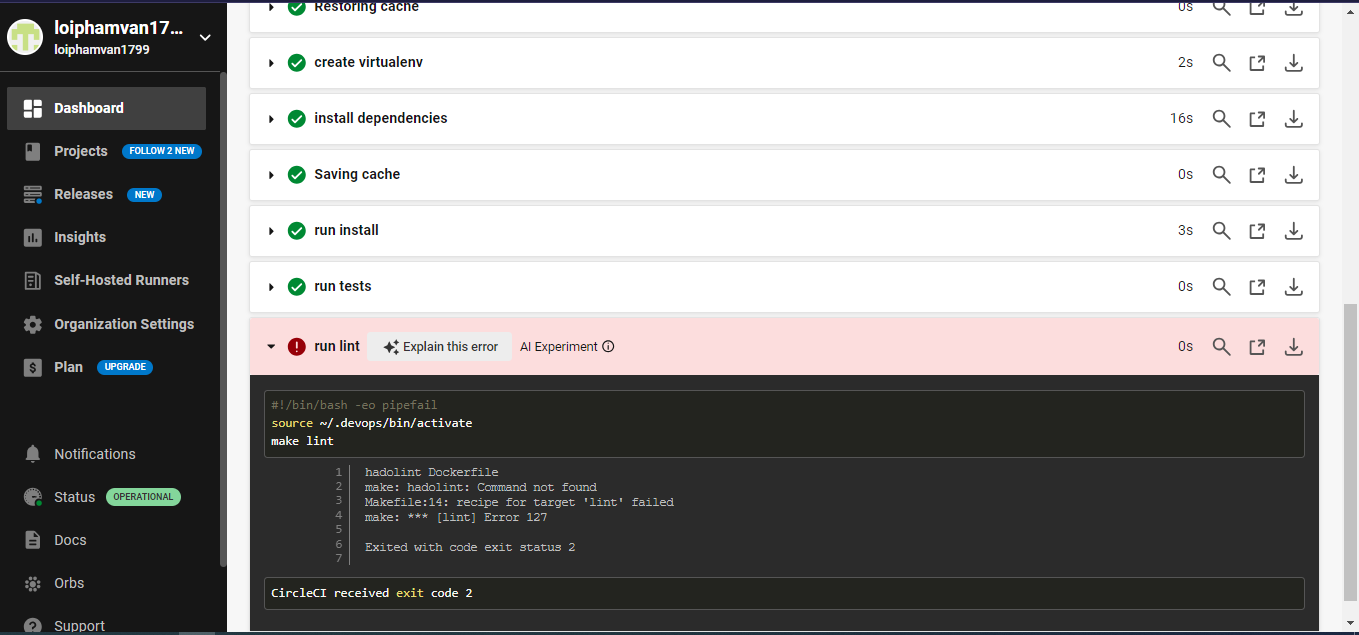 loiphamvan17...
loiphamvan1799
Dashboard
Projects FOLLOW 2 NEW
Releases NEW
Insights
Self-Hosted Runners
Organization Settings
Plan UPGRADE
Notifications
Status OPERATIONAL
Docs
Orbs
Support
Restoring cache 0s
create virtualenv 2s
install dependencies 16s
Saving cache 0s
run install 3s
run tests 0s
run lint Explain this error AI Experiment 0s
#!/bin/bash -eo pipefail
source ~/.devops/bin/activate
make lint
1 hadolint Dockerfile
2 make: hadolint: Command not found
3 Makefile:14: recipe for target 'lint' failed
4 make: *** [lint] Error 127
5
6 Exited with code exit status 2
7
CircleCI received exit code 2